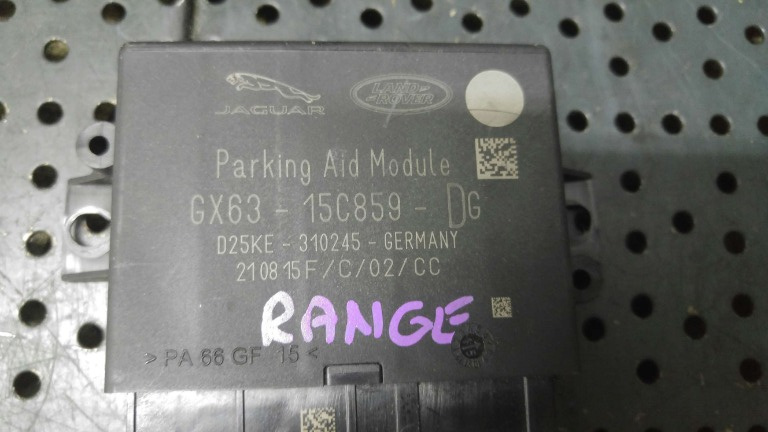 JAGUAR
LAND
ROVER
Parking Aid Module
GX63 - 15C859 - DG
D25KE - 310245 - GERMANY
210815F/C/02/CC
RANGE
>PA 66 GF 15<